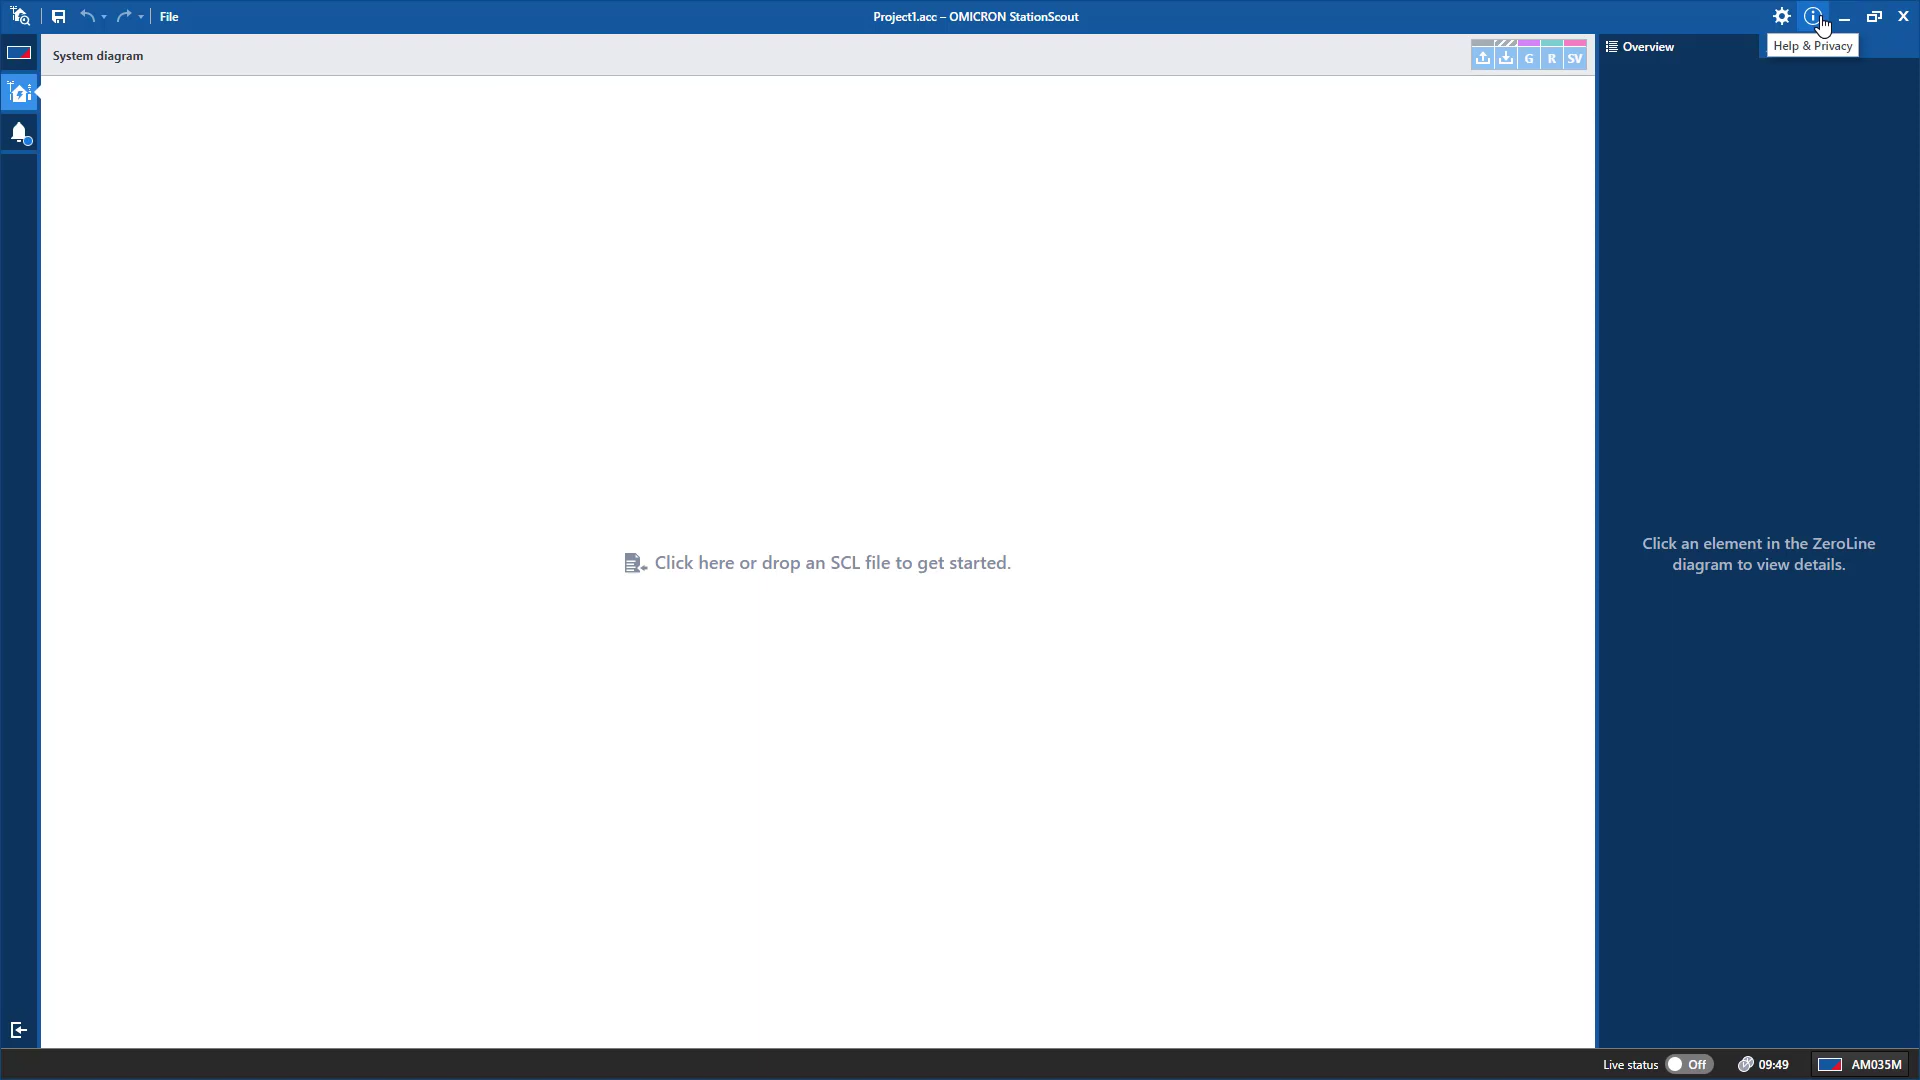 File
Project1.acc – OMICRON StationScout
System diagram
G R SV
Overview
Help & Privacy
Click here or drop an SCL file to get started.
Click an element in the ZeroLine
diagram to view details.
Live status Off 09:49 AM035M